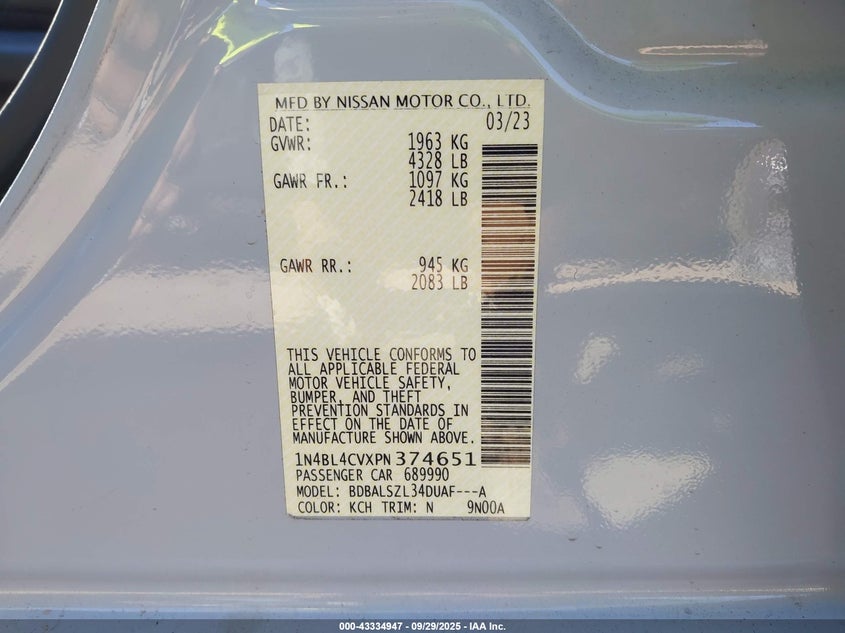 MFD BY NISSAN MOTOR CO., LTD.
DATE: 03/23
GVWR: 1963 KG
4328 LB
GAWR FR.: 1097 KG
2418 LB
GAWR RR.: 945 KG
2083 LB
THIS VEHICLE CONFORMS TO
ALL APPLICABLE FEDERAL
MOTOR VEHICLE SAFETY,
BUMPER, AND THEFT
PREVENTION STANDARDS IN
EFFECT ON THE DATE OF
MANUFACTURE SHOWN ABOVE.
1N4BL4CVXPN374651
PASSENGER CAR 689990
MODEL: BDBALSZL34DUAF---A
COLOR: KCH TRIM: N 9N00A
000-43334947 - 09/29/2025 - IAA Inc.